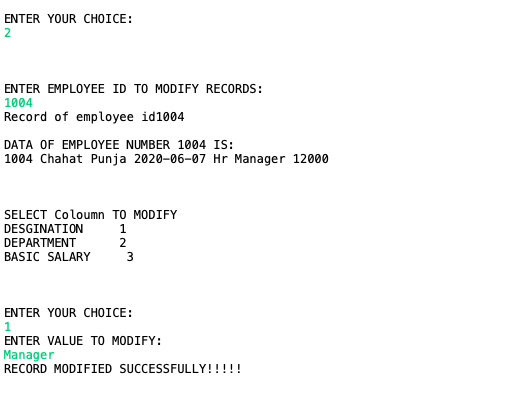 ENTER YOUR CHOICE:
2
ENTER EMPLOYEE ID TO MODIFY RECORDS:
1004
Record of employee id1004
DATA OF EMPLOYEE NUMBER 1004 IS:
1004 Chahat Punja 2020-06-07 Hr Manager 12000
SELECT Coloumn TO MODIFY
DESGINATION     1
DEPARTMENT      2
BASIC SALARY     3
ENTER YOUR CHOICE:
1
ENTER VALUE TO MODIFY:
Manager
RECORD MODIFIED SUCCESSFULLY!!!!!